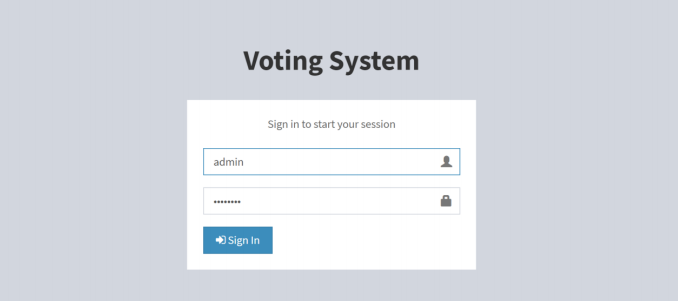 Voting System
Sign in to start your session
admin
••••••••
Sign In